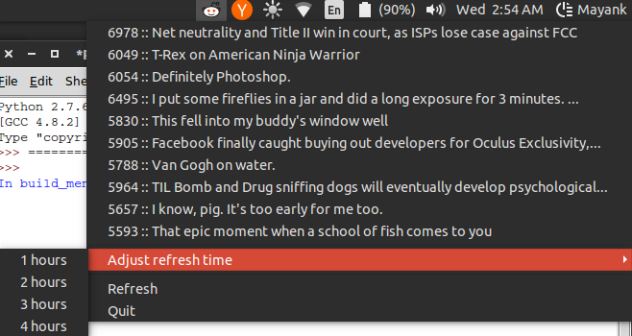 Y En (90%) Wed 2:54 AM Mayank
6978 :: Net neutrality and Title II win in court, as ISPs lose case against FCC
6049 :: T-Rex on American Ninja Warrior
6054 :: Definitely Photoshop.
6495 :: I put some fireflies in a jar and did a long exposure for 3 minutes. ...
5830 :: This fell into my buddy's window well
5905 :: Facebook finally caught buying out developers for Oculus Exclusivity,...
5788 :: Van Gogh on water.
5964 :: TIL Bomb and Drug sniffing dogs will eventually develop psychological...
5657 :: I know, pig. It's too early for me too.
5593 :: That epic moment when a school of fish comes to you
Adjust refresh time
Refresh
Quit
1 hours
2 hours
3 hours
4 hours
*P
File Edit She
Python 2.7.6
[GCC 4.8.2]
Type "copyri
>>> =========
>>>
In build_men